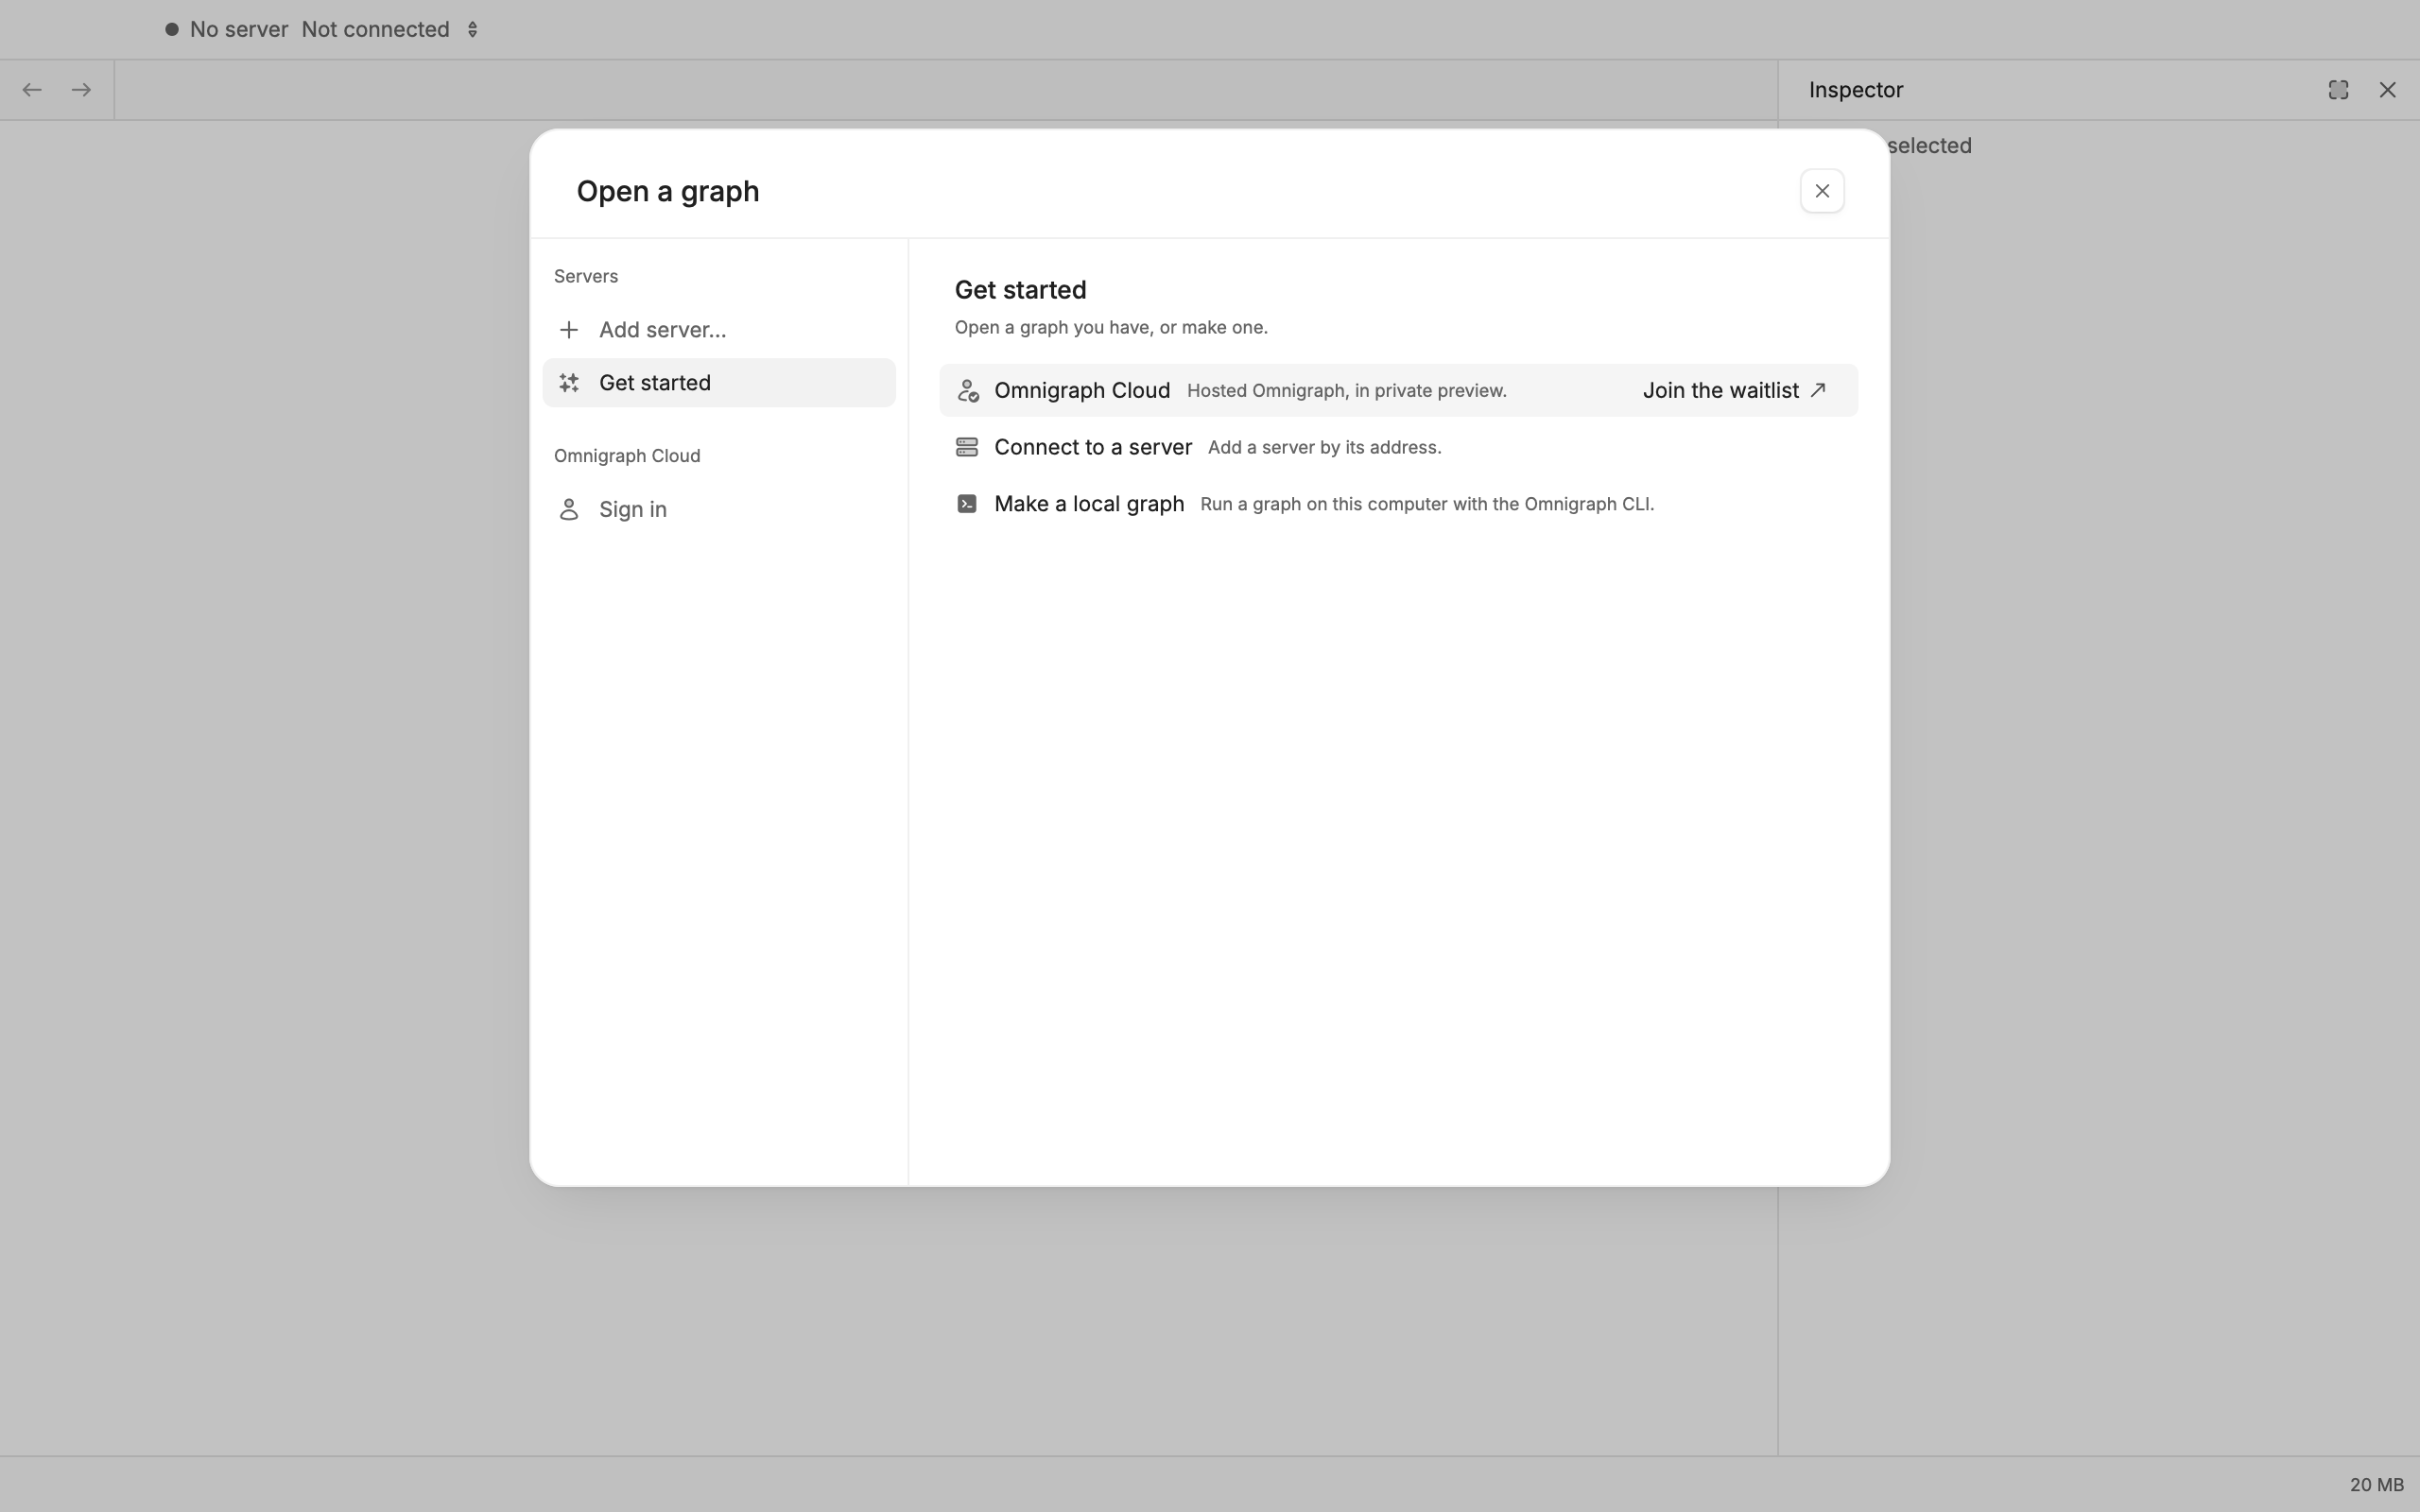 No server Not connected
Inspector
selected
Open a graph
Servers
Add server...
Get started
Omnigraph Cloud
Sign in
Get started
Open a graph you have, or make one.
Omnigraph Cloud Hosted Omnigraph, in private preview. Join the waitlist
Connect to a server Add a server by its address.
Make a local graph Run a graph on this computer with the Omnigraph CLI.
20 MB